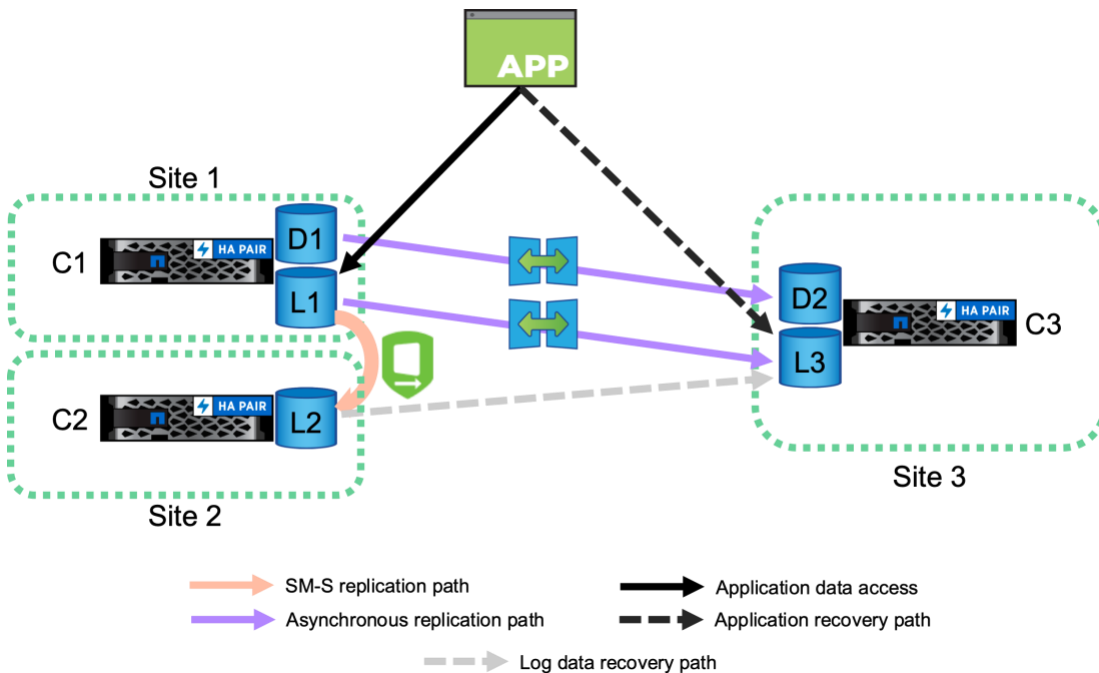 APP
Site 1
C1
HA PAIR
D1
L1
D2
HA PAIR
C3
L3
C2
HA PAIR
L2
Site 3
Site 2
SM-S replication path
Application data access
Asynchronous replication path
Application recovery path
Log data recovery path